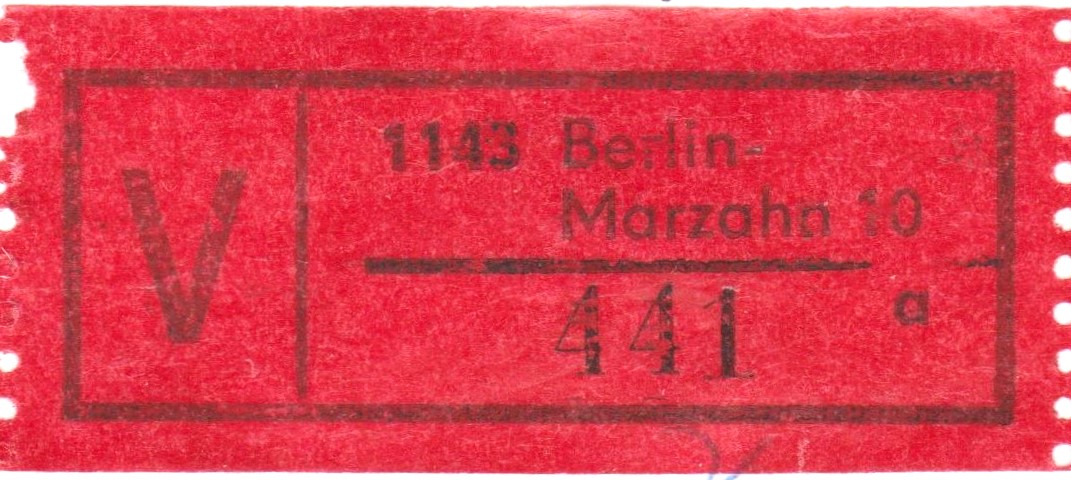 V
1143 Berlin-
Marzahn 10
441 a